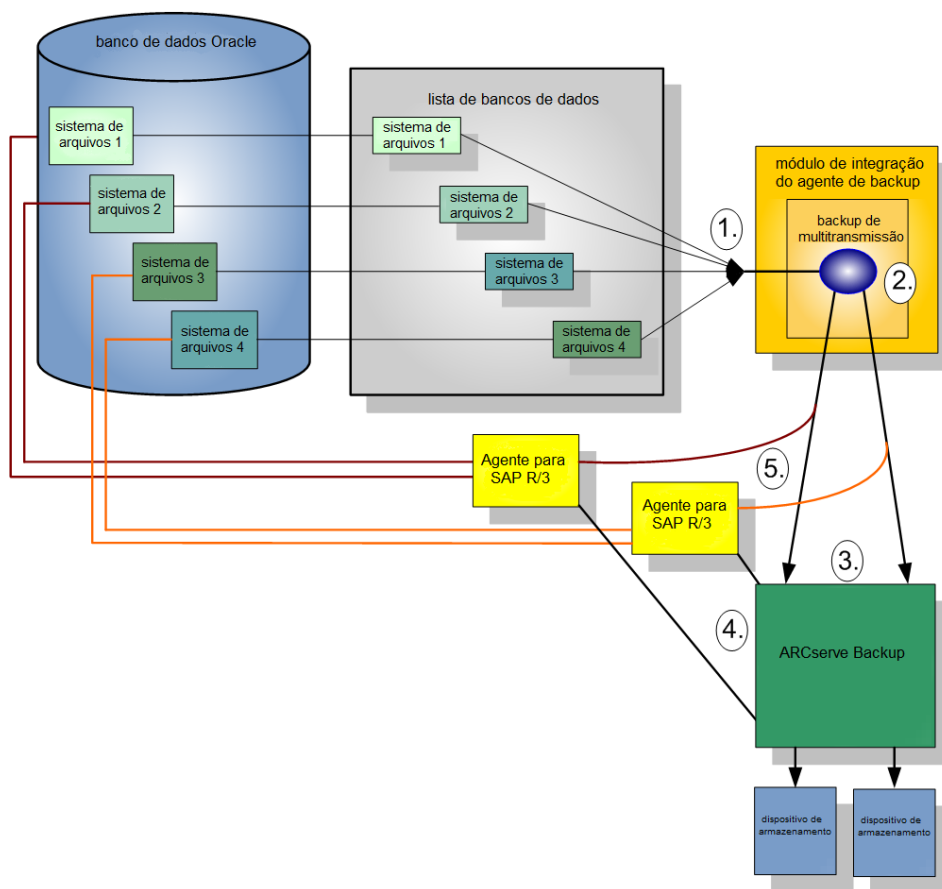 banco de dados Oracle
lista de bancos de dados
sistema de
arquivos 1
sistema de
arquivos 2
sistema de
arquivos 3
sistema de
arquivos 4
sistema de
arquivos 1
sistema de
arquivos 2
sistema de
arquivos 3
sistema de
arquivos 4
1.
módulo de integração
do agente de backup
backup de
multitransmissão
2.
Agente para
SAP R/3
5.
Agente para
SAP R/3
3.
4.
ARCserve Backup
dispositivo de
armazenamento
dispositivo de
armazenamento